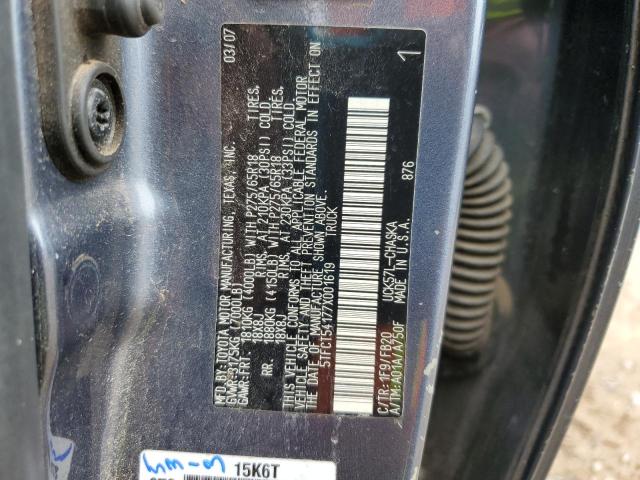 MFD.BY: TOYOTA MOTOR MANUFACTURING, TEXAS, INC. 03/07
GVWR 3175KG (7000LB)
GAWR:FRT. 1810KG (4000LB) WITH P275/65R18 TIRES,
18X8J RIMS, AT 210KPA (30PSI) COLD.
RR. 1880KG (4150LB) WITH P275/65R18 TIRES,
18X8J RIMS, AT 230KPA (33PSI) COLD.
THIS VEHICLE CONFORMS TO ALL APPLICABLE FEDERAL MOTOR
VEHICLE SAFETY AND THEFT PREVENTION STANDARDS IN EFFECT ON
THE DATE OF MANUFACTURE SHOWN ABOVE.
5TFCT54177X001619 TRUCK
1
UCK57L-CHASKA 876
C/TR:1F9/FB20
A/TM:A01A/A750F MADE IN U.S.A.
15K6T